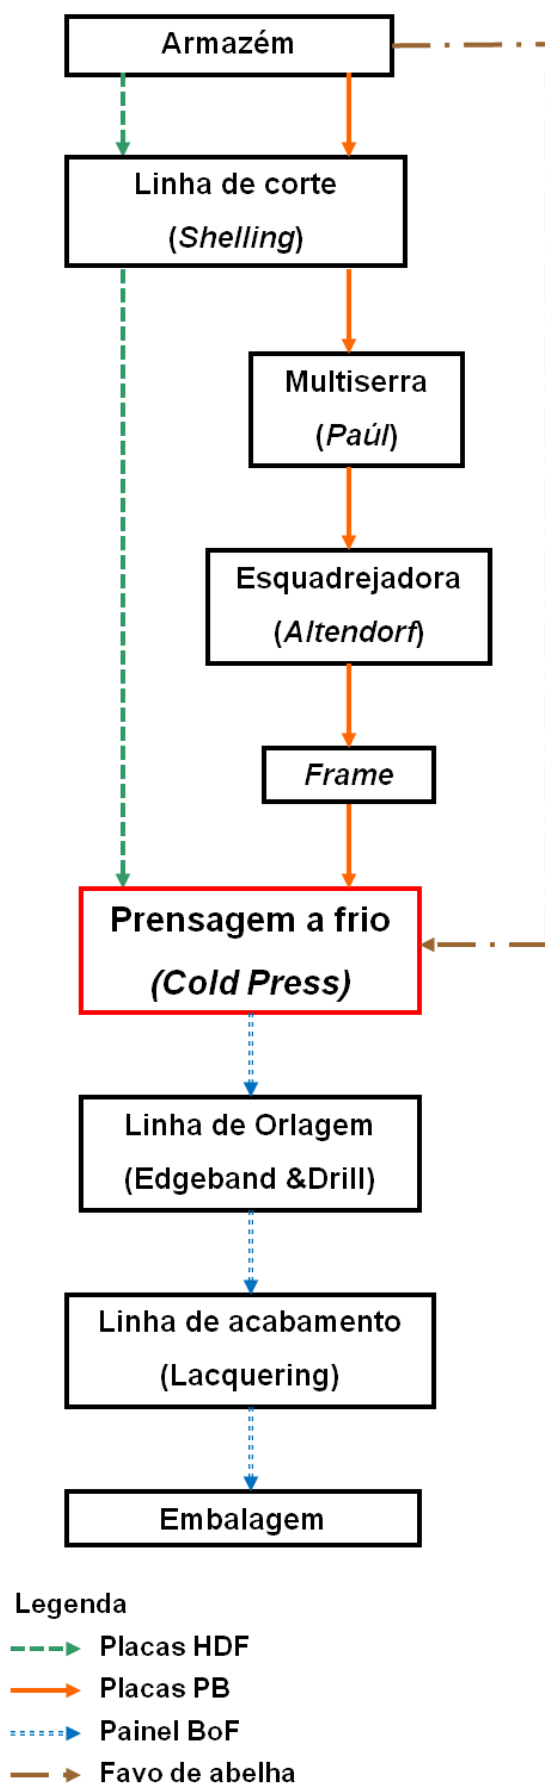 Armazém
Linha de corte
(Shelling)
Multiserra
(Paúl)
Esquadrejadora
(Altendorf)
Frame
Prensagem a frio
(Cold Press)
Linha de Orlagem
(Edgeband &Drill)
Linha de acabamento
(Lacquering)
Embalagem
Legenda
Placas HDF
Placas PB
Painel BoF
Favo de abelha